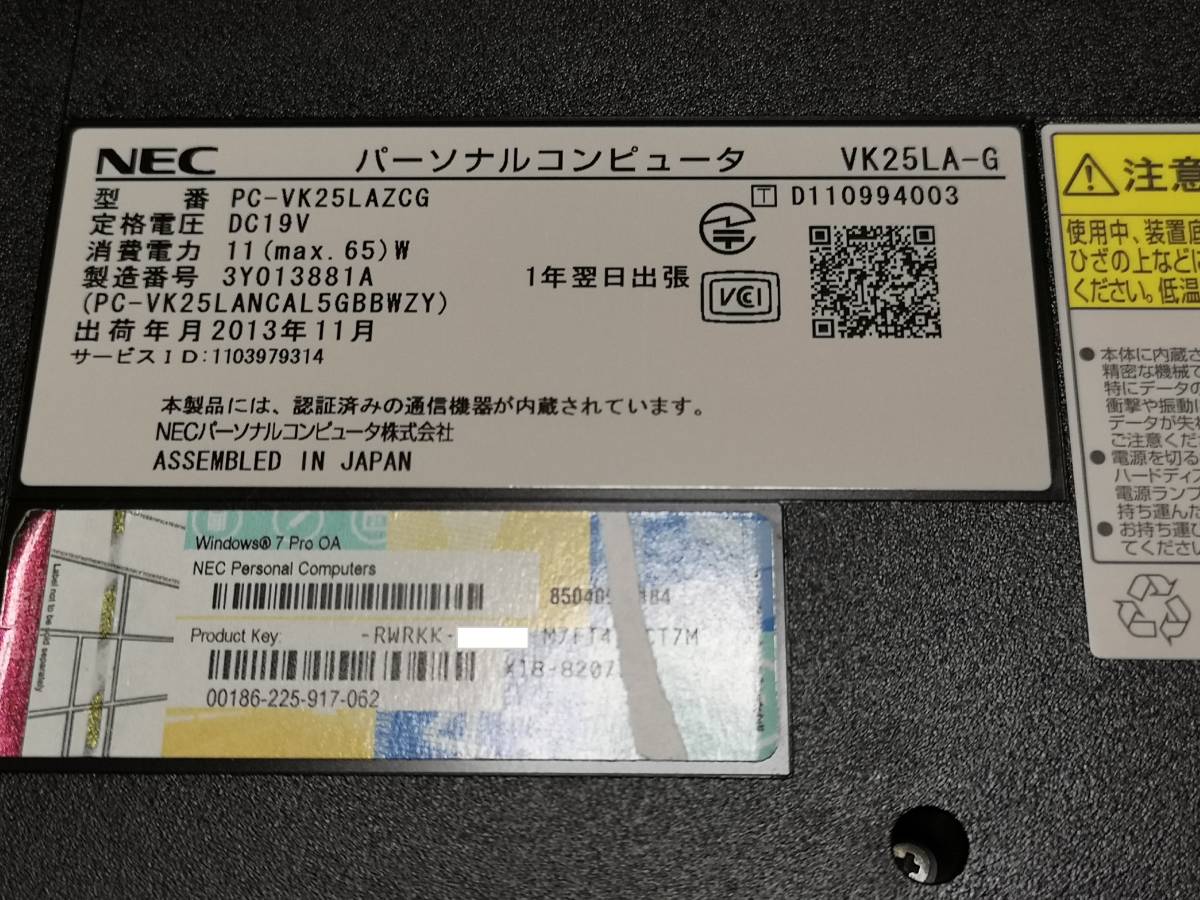 NEC パーソナルコンピュータ VK25LA-G
型 番 PC-VK25LAZCG
T D110994003
定格電圧 DC19V
消費電力 11(max.65)W
製造番号 3Y013881A
1年翌日出張
(PC-VK25LANCAL5GBBWZY)
VCCI
出荷年月2013年11月
サービスID:1103979314
本製品には、認証済みの通信機器が内蔵されています。
NECパーソナルコンピュータ株式会社
ASSEMBLED IN JAPAN
Windows® 7 Pro OA
NEC Personal Computers
Product Key: -RWRKK-
00186-225-917-062
Label not to be sold separately
注意
使用中、装置底
ひざの上などに
ください。低温
● 本体に内蔵さ
精密な機械で
特にデータの
衝撃や振動
データが失
ご注意くだ
● 電源を切る
ハードディス
電源ランプ
持ち運んだ
● お持ち運び
てください